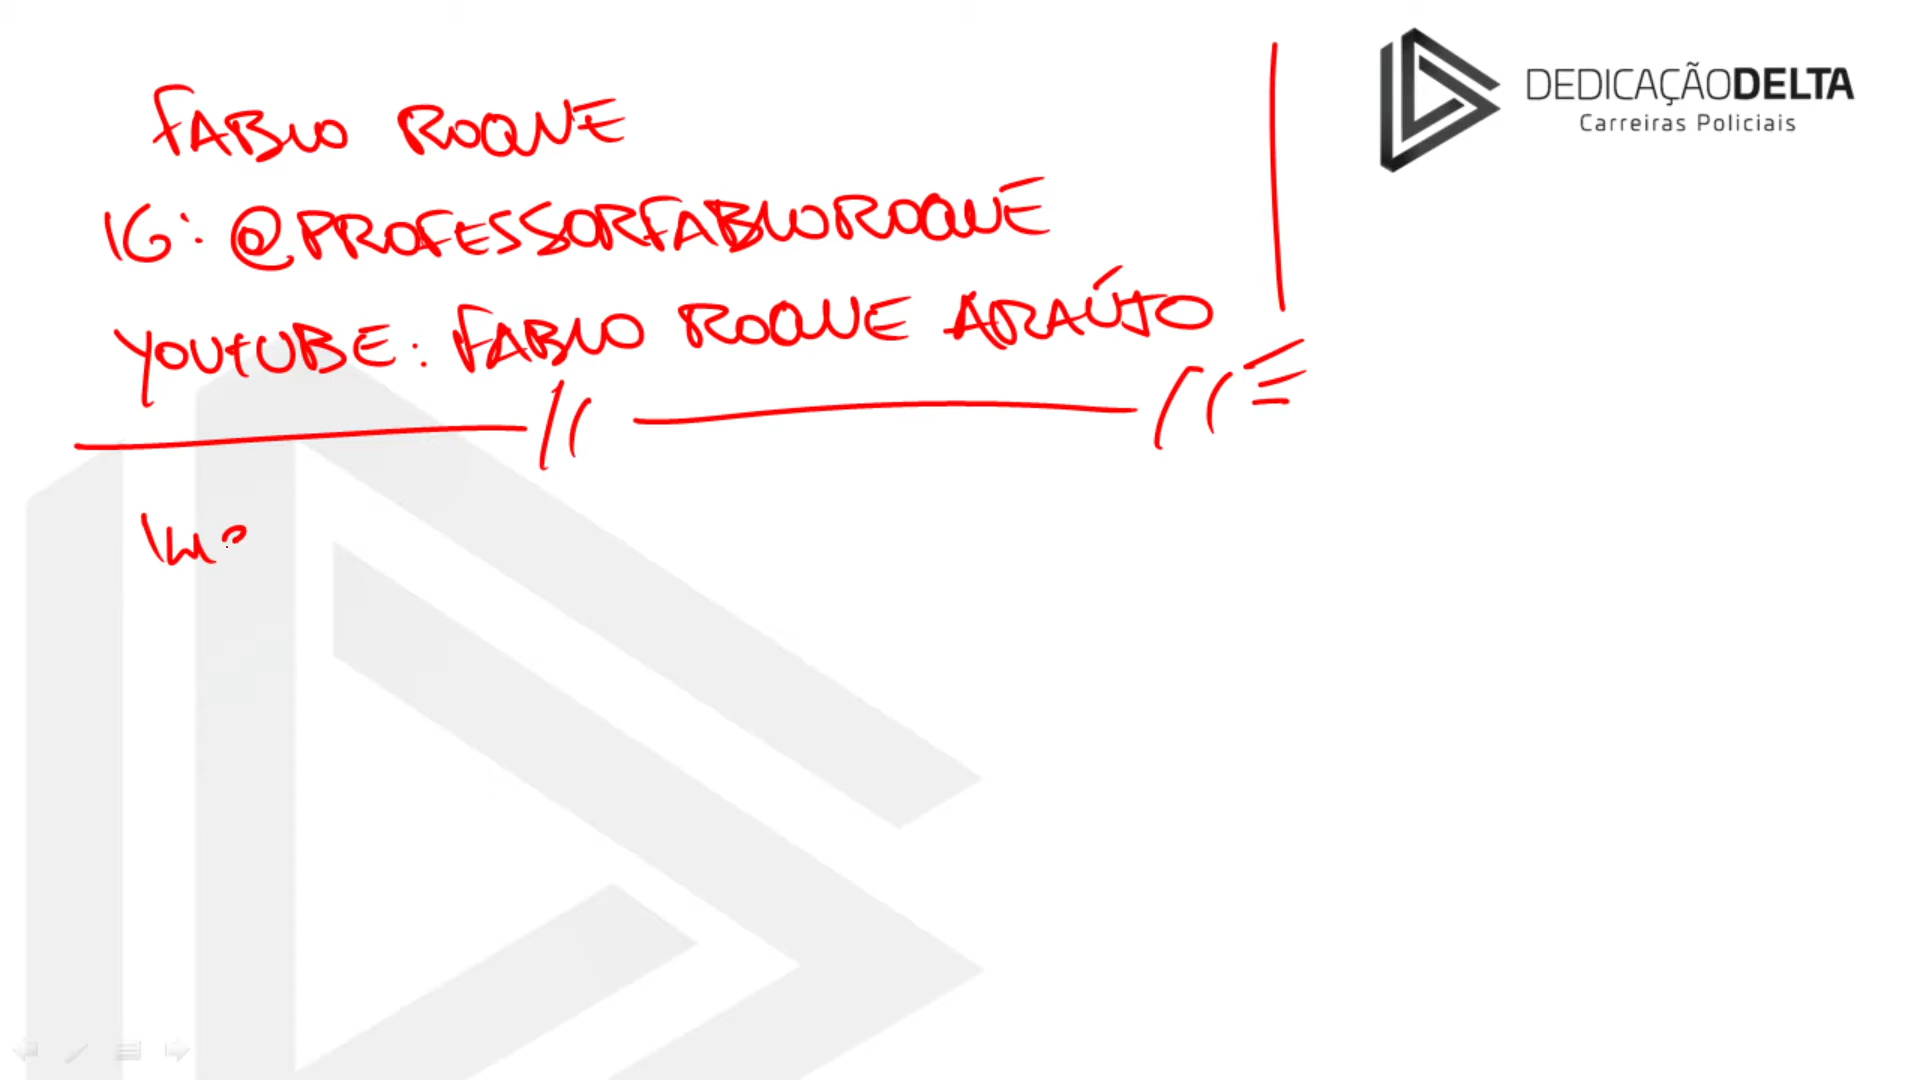 FABIO ROQUE
DEDICAÇÃODELTA
Carreiras Policiais
IG: @PROFESSORFABIOROQUE
YOUTUBE: FABIO ROQUE ARAÚJO